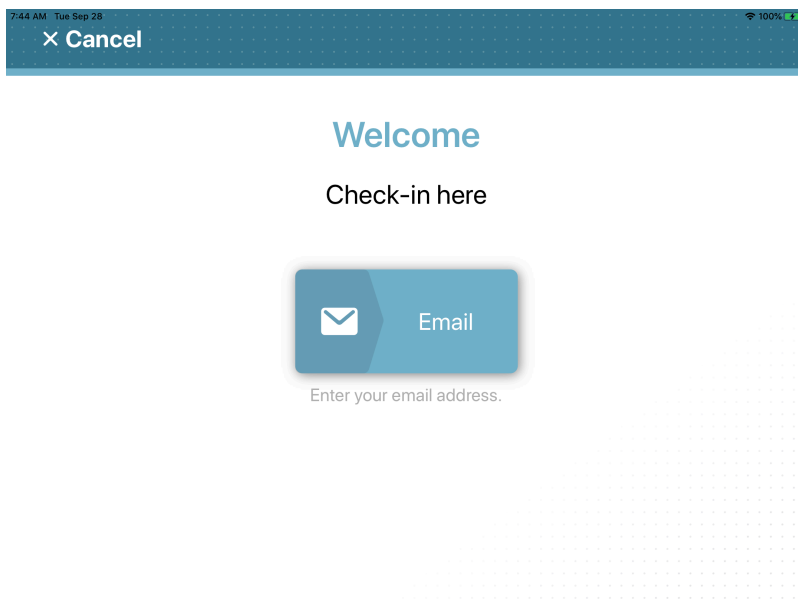 7:44 AM Tue Sep 28 100%
Cancel
Welcome
Check-in here
Email
Enter your email address.